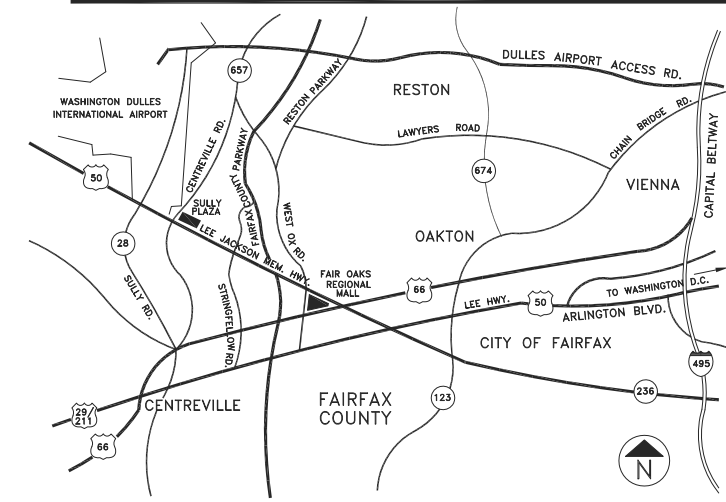 DULLES AIRPORT ACCESS RD.
657
RESTON PARKWAY
RESTON
WASHINGTON DULLES
INTERNATIONAL AIRPORT
CHAIN BRIDGE RD.
LAWYERS ROAD
CAPITAL BELTWAY
CENTREVILLE RD.
FAIRFAX COUNTY PARKWAY
674
50
VIENNA
SULLY
PLAZA
WEST OX RD.
28
LEE JACKSON MEM. HWY.
OAKTON
SULLY RD.
STRINGFELLOW RD.
FAIR OAKS
REGIONAL
MALL
66
TO WASHINGTON D.C.
LEE HWY.
50
ARLINGTON BLVD.
CITY OF FAIRFAX
495
236
123
CENTREVILLE
FAIRFAX
COUNTY
29/
211
66
N